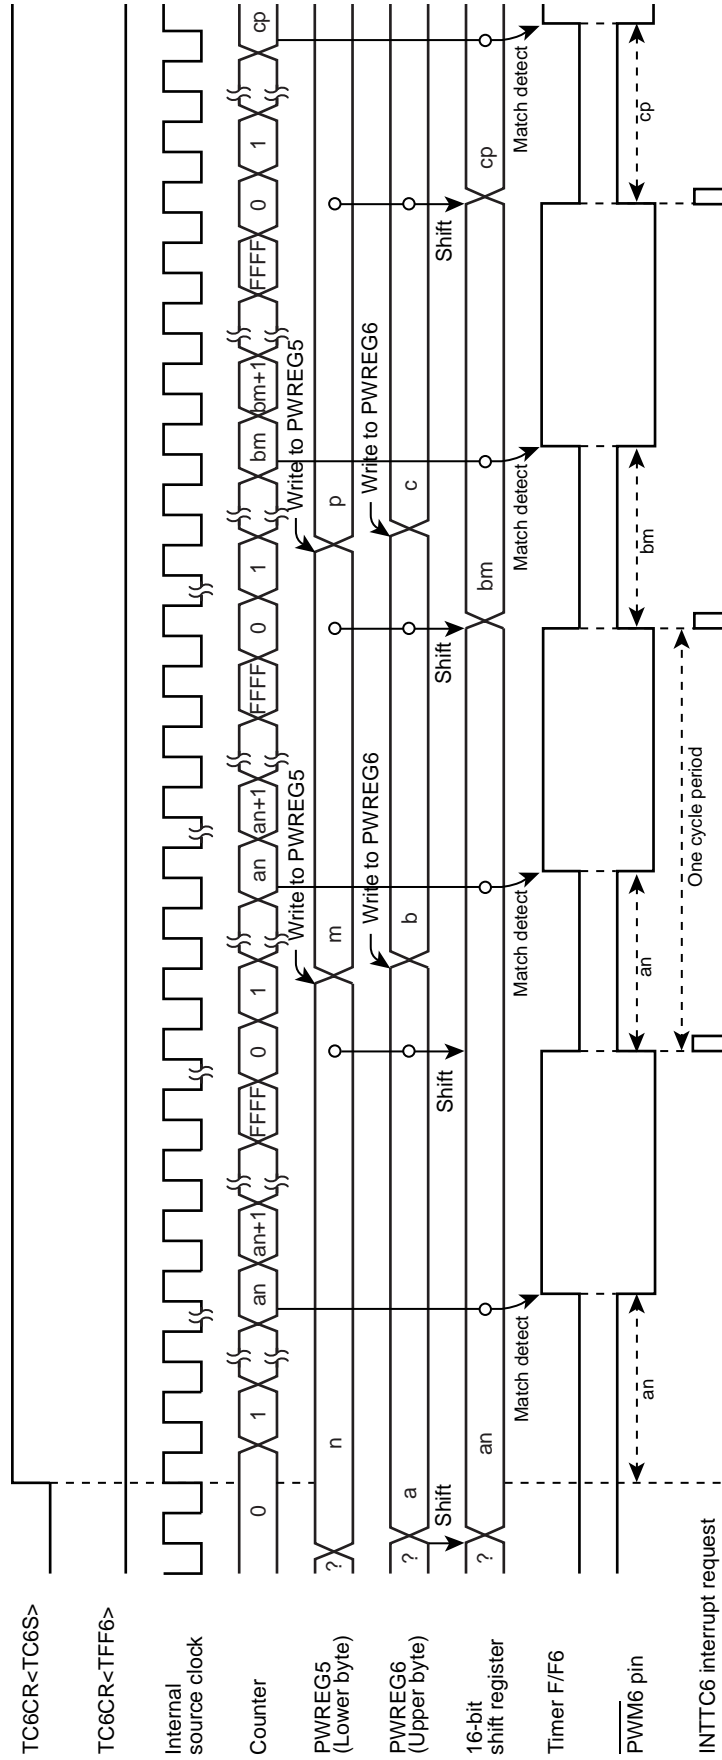 TC6CR<TC6S>
TC6CR<TFF6>
Internal
source clock
Counter
0 1 an an+1 FFFF 0 1 an an+1 FFFF 0 1 bm bm+1 FFFF 0 1 cp
Write to PWREG5
Write to PWREG5
PWREG5
(Lower byte)
? n m p
Write to PWREG6
Write to PWREG6
PWREG6
(Upper byte)
? a b c
Shift
Shift
Shift
Shift
16-bit
shift register
? an bm cp
Match detect
Match detect
Match detect
Match detect
Timer F/F6
PWM6 pin
an
an
bm
cp
One cycle period
INTTC6 interrupt request